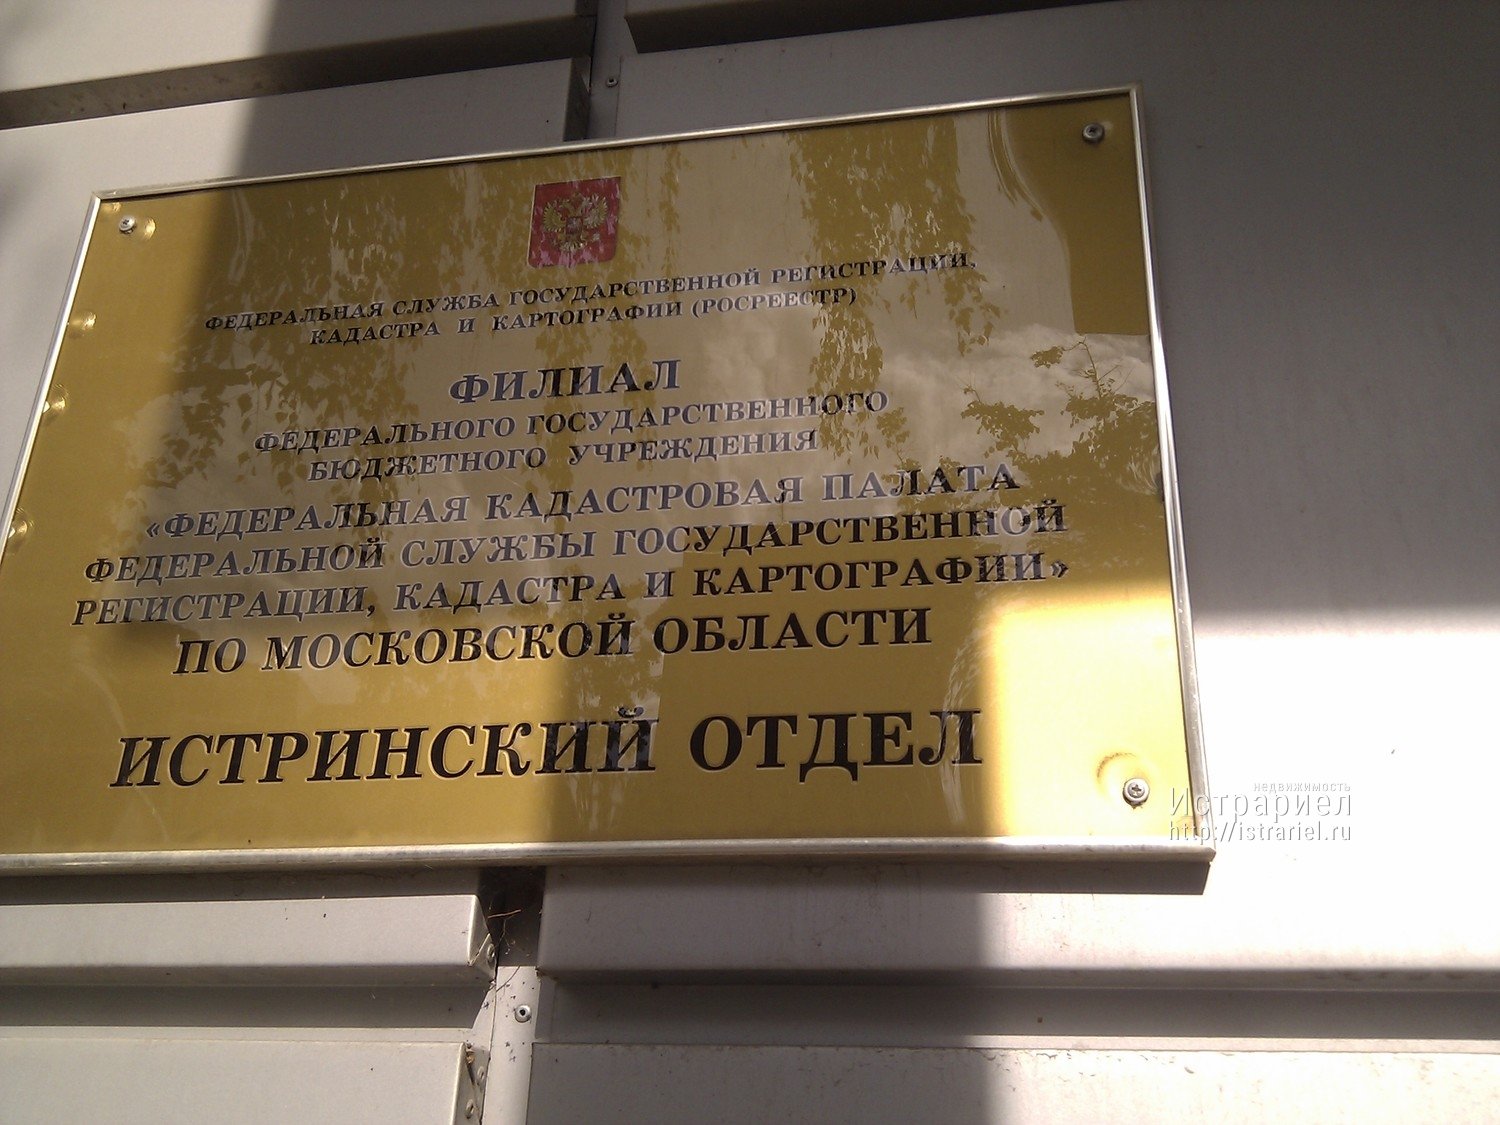 ФЕДЕРАЛЬНАЯ СЛУЖБА ГОСУДАРСТВЕННОЙ РЕГИСТРАЦИИ,
КАДАСТРА И КАРТОГРАФИИ (РОСРЕЕСТР)
ФИЛИАЛ
ФЕДЕРАЛЬНОГО ГОСУДАРСТВЕННОГО
БЮДЖЕТНОГО УЧРЕЖДЕНИЯ
«ФЕДЕРАЛЬНАЯ КАДАСТРОВАЯ ПАЛАТА
ФЕДЕРАЛЬНОЙ СЛУЖБЫ ГОСУДАРСТВЕННОЙ
РЕГИСТРАЦИИ, КАДАСТРА И КАРТОГРАФИИ»
ПО МОСКОВСКОЙ ОБЛАСТИ
ИСТРИНСКИЙ ОТДЕЛ
недвижимость
Истрариел
http://istrariel.ru